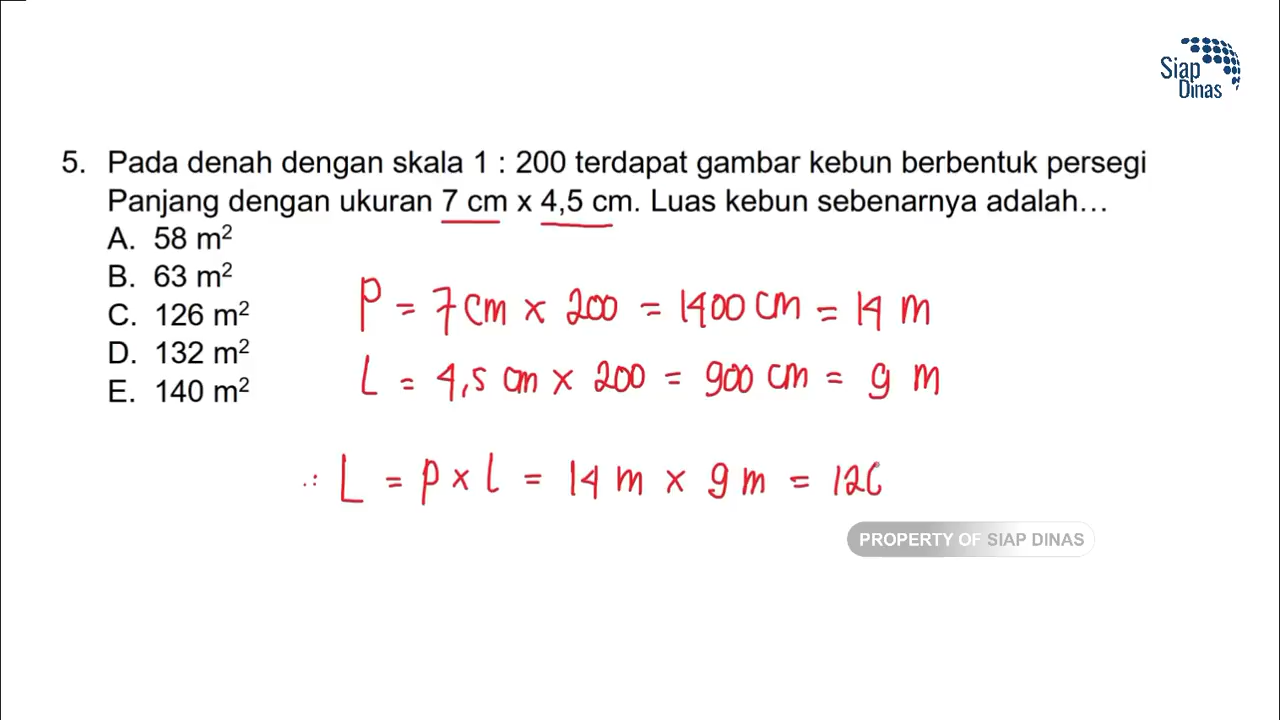 Siap
Dinas
5. Pada denah dengan skala 1 : 200 terdapat gambar kebun berbentuk persegi
Panjang dengan ukuran 7 cm x 4,5 cm. Luas kebun sebenarnya adalah...
A. 58 m²
B. 63 m²
C. 126 m²
D. 132 m²
E. 140 m²
P = 7 cm x 200 = 1400 cm = 14 m
L = 4,5 cm x 200 = 900 cm = 9 m
∴ L = p x l = 14 m x 9 m = 12
PROPERTY OF SIAP DINAS